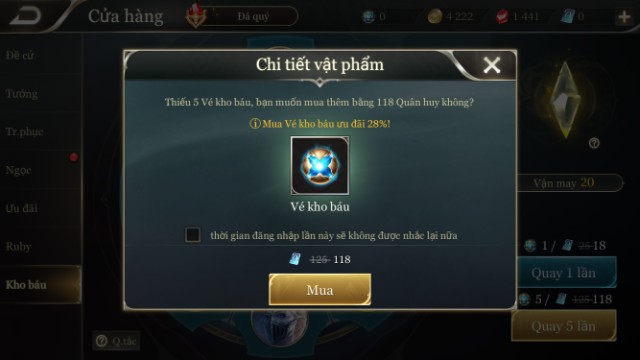 Cửa hàng
Đá quý
0
4.222
1.441
0
Đề cử
Tướng
Tr.phục
Ngọc
Ưu đãi
Ruby
Kho báu
Chi tiết vật phẩm
Thiếu 5 Vé kho báu, bạn muốn mua thêm bằng 118 Quân huy không?
Mua Vé kho báu ưu đãi 28%!
Vé kho báu
thời gian đăng nhập lần này sẽ không được nhắc lại nữa
125 118
Mua
Vận may 20
1 / 25 18
Quay 1 lần
5 / 125 118
Quay 5 lần
Q.tắc